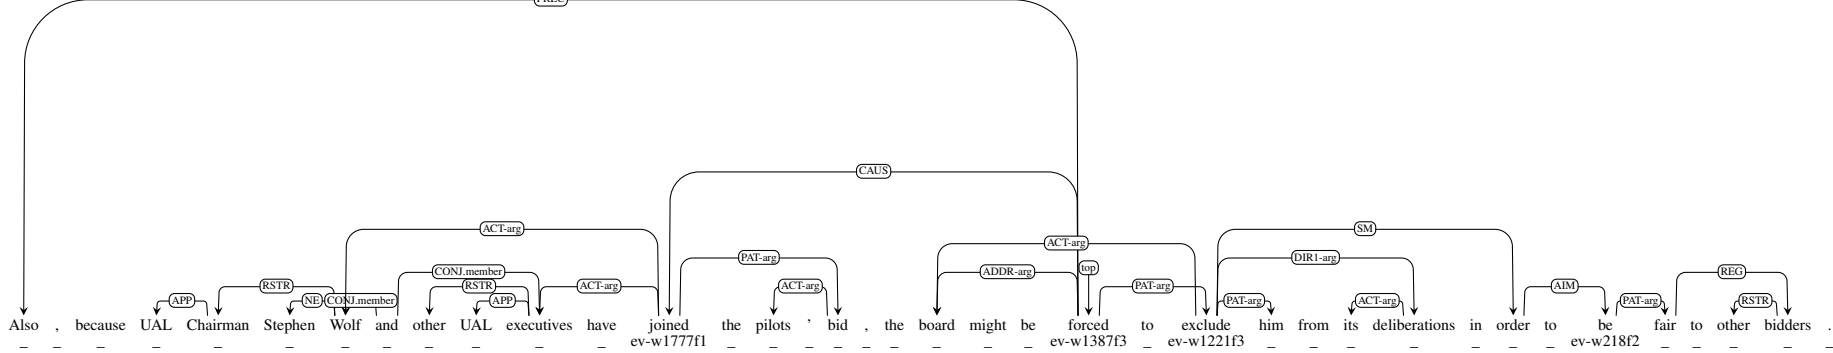 CAUS
ACT-arg SM
ACT-arg
PAT-arg DIR1-arg
CONJ.member ADDR-arg top REG
RSTR RSTR ACT-arg ACT-arg PAT-arg AIM
APP NE CONJ.member APP PAT-arg ACT-arg PAT-arg RSTR
Also , because UAL Chairman Stephen Wolf and other UAL executives have joined the pilots ' bid , the board might be forced to exclude him from its deliberations in order to be fair to other bidders .
_ _ _ _ _ _ _ _ _ _ _ _ ev-w1777f1 _ _ _ _ _ _ _ _ _ ev-w1387f3 _ ev-w1221f3 _ _ _ _ _ _ _ ev-w218f2 _ _ _ _ _